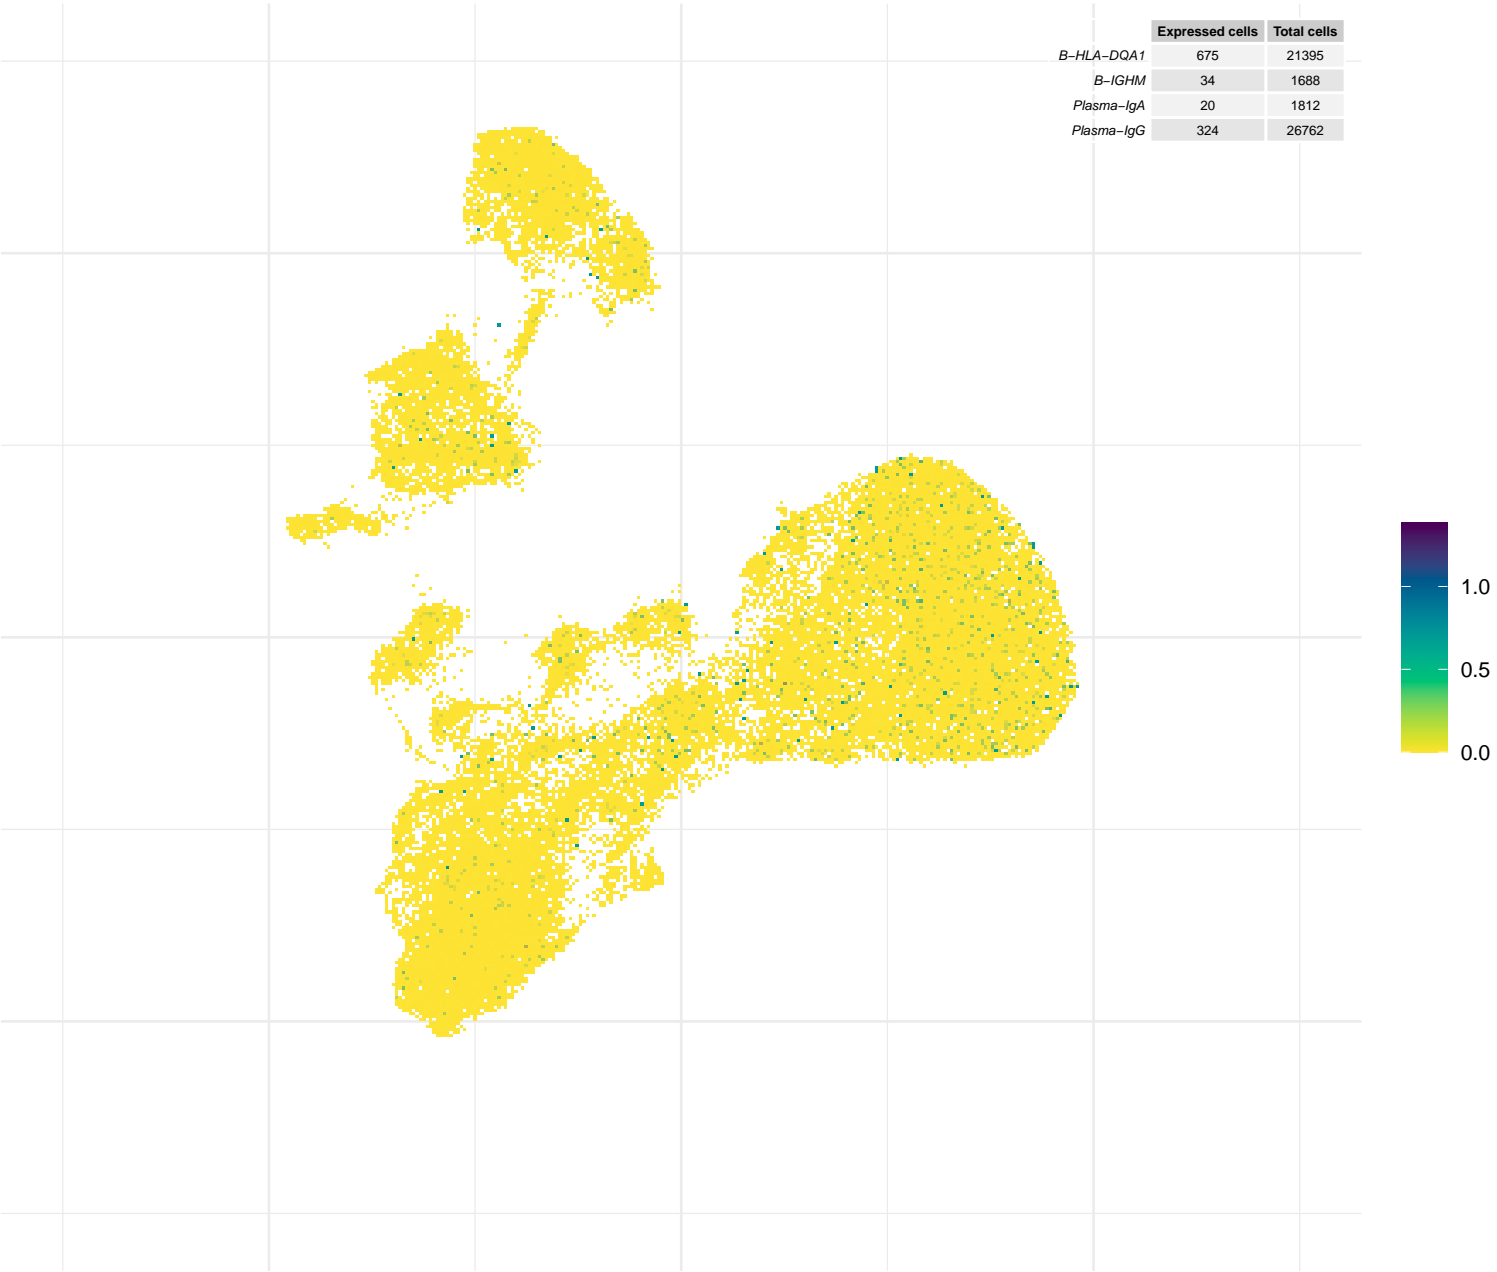 Expressed cells Total cells
B-HLA-DQA1 675 21395
B-IGHM 34 1688
Plasma-IgA 20 1812
Plasma-IgG 324 26762
1.0
0.5
0.0